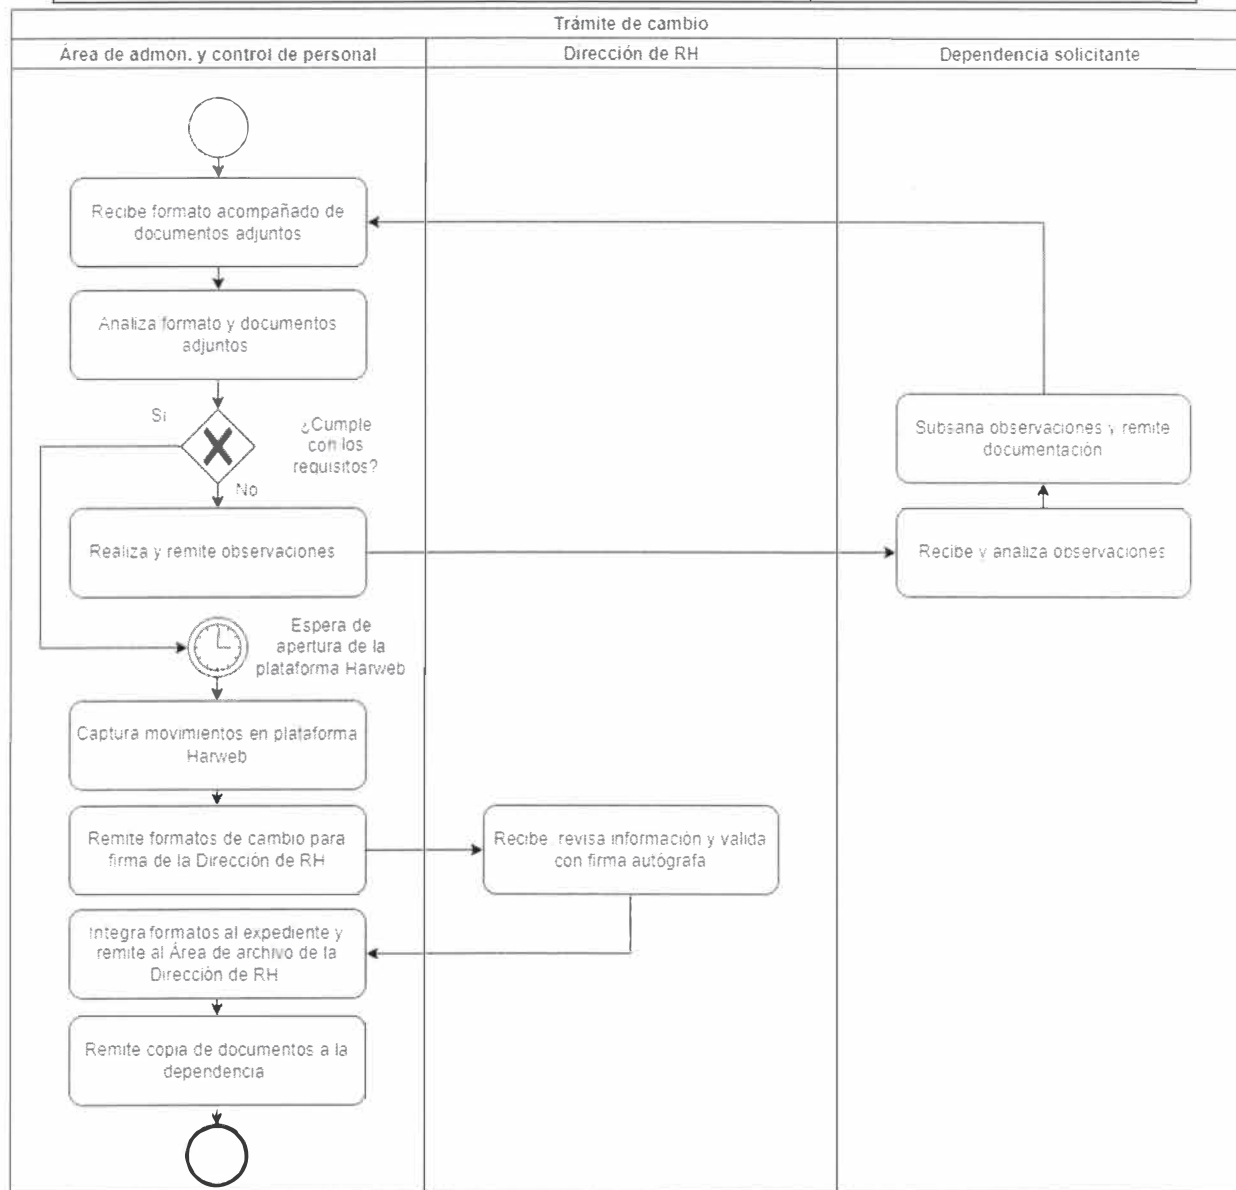 Trámite de cambio
Área de admon. y control de personal
Dirección de RH
Dependencia solicitante
Recibe formato acompañado de
documentos adjuntos
Analiza formato y documentos
adjuntos
Si
¿Cumple
con los
requisitos?
No
Subsana observaciones y remite
documentación
Realiza y remite observaciones
Recibe y analiza observaciones
Espera de
apertura de la
plataforma Harweb
Captura movimientos en plataforma
Harweb
Remite formatos de cambio para
firma de la Dirección de RH
Recibe, revisa información y valida
con firma autógrafa
Integra formatos al expediente y
remite al Área de archivo de la
Dirección de RH
Remite copia de documentos a la
dependencia